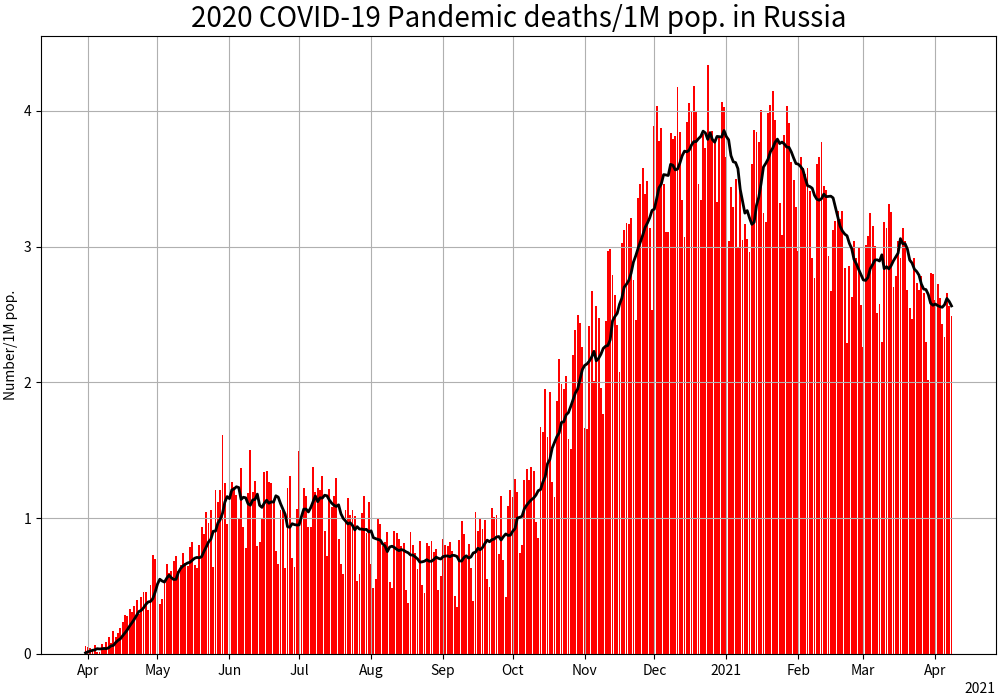 2020 COVID-19 Pandemic deaths/1M pop. in Russia
Number/1M pop.
4
3
2
1
0
Apr May Jun Jul Aug Sep Oct Nov Dec 2021 Feb Mar Apr
2021